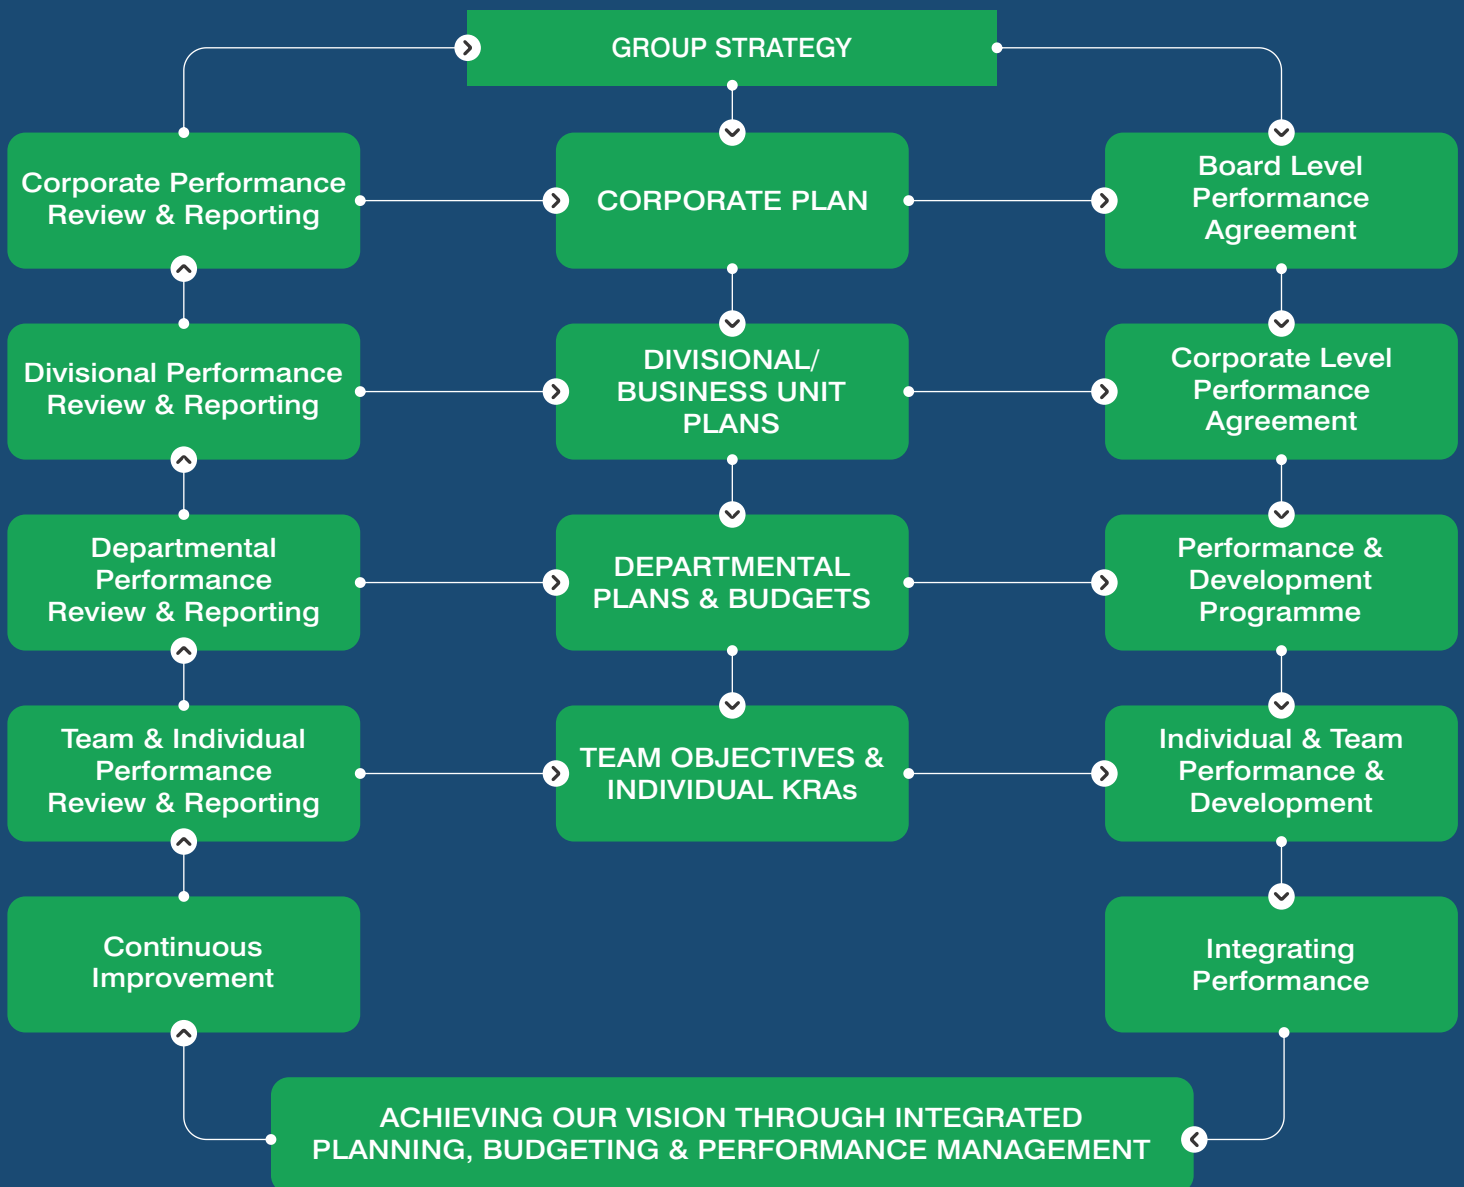 GROUP STRATEGY
Corporate Performance
Review & Reporting
CORPORATE PLAN
Board Level
Performance
Agreement
Divisional Performance
Review & Reporting
DIVISIONAL/
BUSINESS UNIT
PLANS
Corporate Level
Performance
Agreement
Departmental
Performance
Review & Reporting
DEPARTMENTAL
PLANS & BUDGETS
Performance &
Development
Programme
Team & Individual
Performance
Review & Reporting
TEAM OBJECTIVES &
INDIVIDUAL KRAs
Individual & Team
Performance &
Development
Continuous
Improvement
Integrating
Performance
ACHIEVING OUR VISION THROUGH INTEGRATED
PLANNING, BUDGETING & PERFORMANCE MANAGEMENT